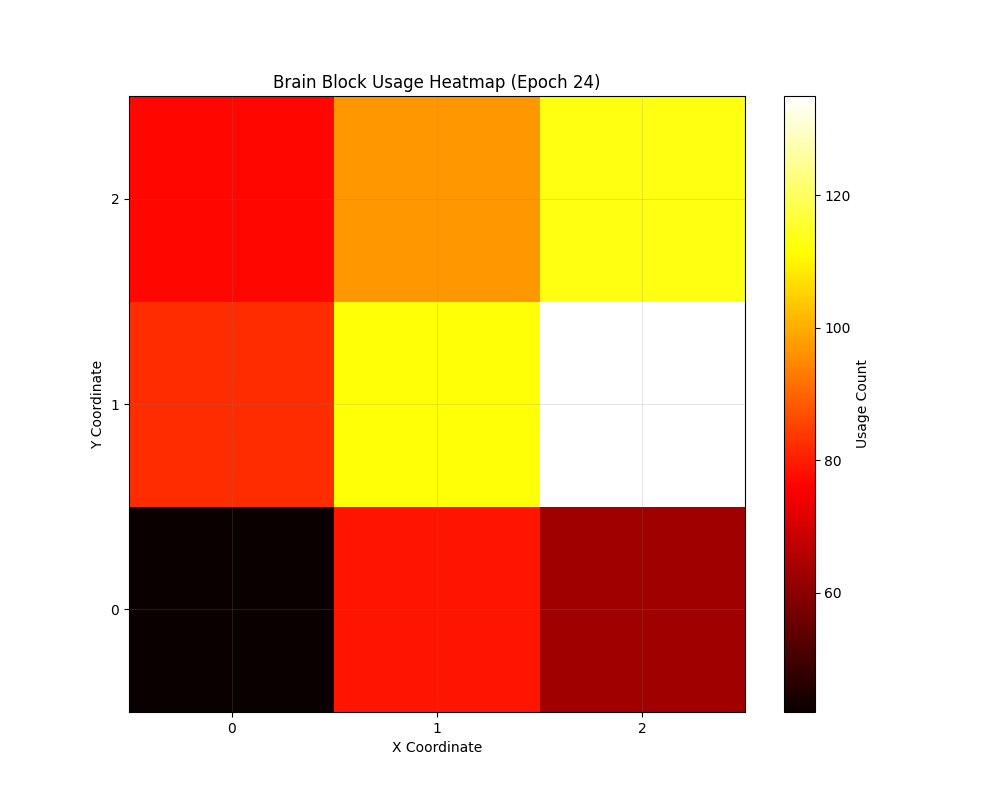 Brain Block Usage Heatmap (Epoch 24)
2
1
0
Y Coordinate
0 1 2
X Coordinate
120
100
80
60
Usage Count